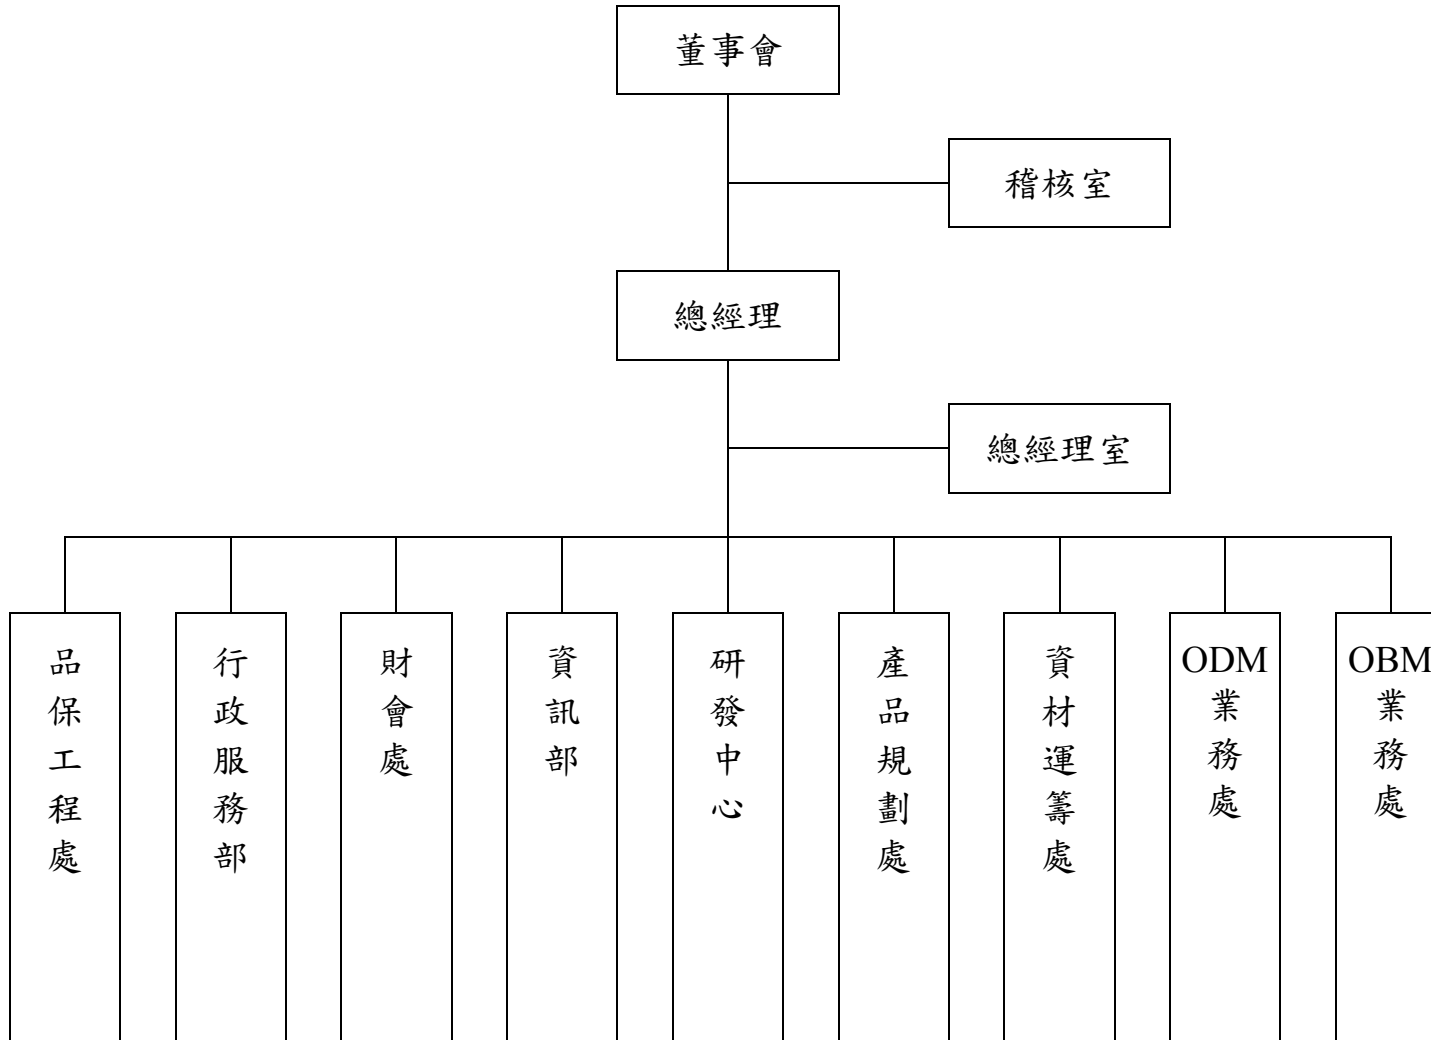 董事會
稽核室
總經理
總經理室
品保工程處
行政服務部
財會處
資訊部
研發中心
產品規劃處
資材運籌處
ODM業務處
OBM業務處